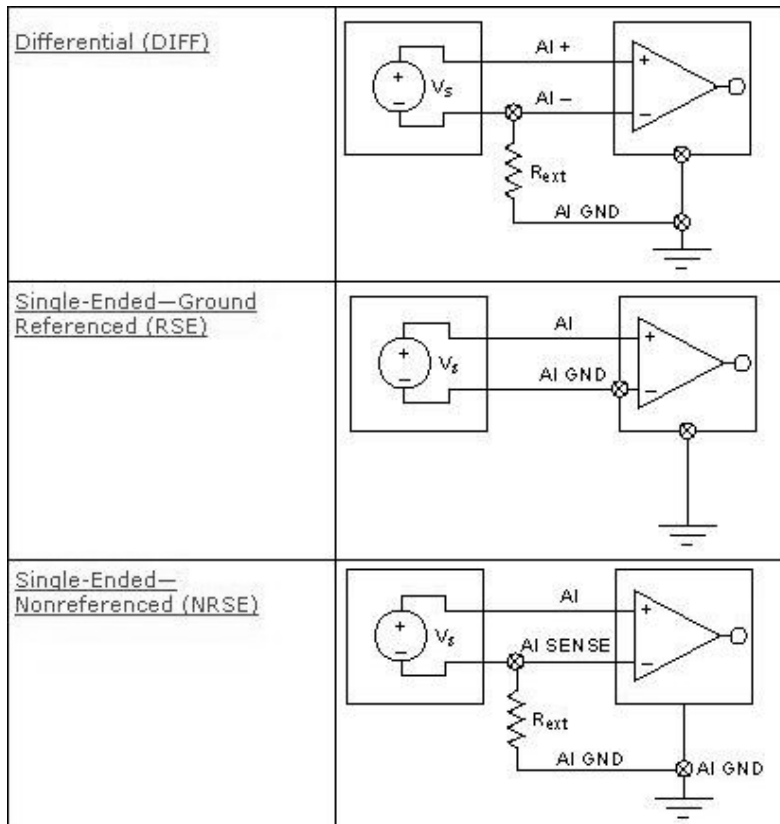 Differential (DIFF)
+
−
Vs
AI +
AI −
+
−
Rext
AI GND
Single-Ended—Ground
Referenced (RSE)
+
−
Vs
AI
AI GND
+
−
Single-Ended—
Nonreferenced (NRSE)
+
−
Vs
AI
AI SENSE
+
−
Rext
AI GND
AI GND